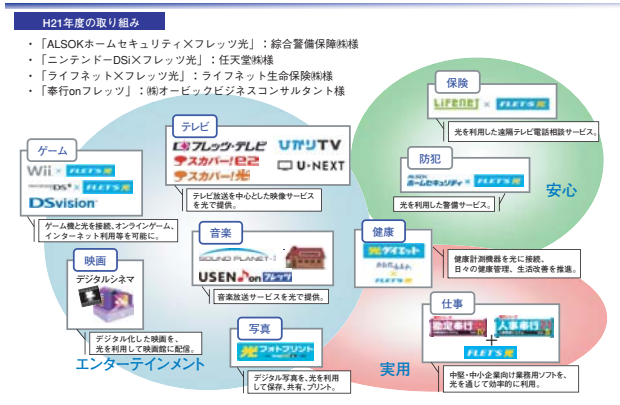 H21年度の取り組み
・「ALSOKホームセキュリティ×フレッツ光」：綜合警備保障㈱様
・「ニンテンドーDSi×フレッツ光」：任天堂㈱様
・「ライフネット×フレッツ光」：ライフネット生命保険㈱様
・「奉行onフレッツ」：㈱オービックビジネスコンサルタント様
保険
LIFENET × FLET'S光
光を利用した遠隔テレビ電話相談サービス。
テレビ
フレッツ・テレビ ひかりTV
スカパー!e2 U-NEXT
スカパー!光
テレビ放送を中心とした映像サービス
を光で提供。
ゲーム
Wii × FLET'S光
DSi × FLET'S光
DSvision
ゲーム機と光を接続、オンラインゲーム、
インターネット利用等を可能に。
防犯
ALSOK
ホームセキュリティ × FLET'S光
光を利用した警備サービス。
安心
音楽
SOUND PLANET-i
USEN on フレッツ
音楽放送サービスを光で提供。
健康
光ダイエット
×
FLET'S光
健康計測機器を光に接続、
日々の健康管理、生活改善を推進。
映画
デジタルシネマ
デジタル化した映画を、
光を利用して映画館に配信。
エンターテインメント
写真
光フォトプリント
デジタル写真を、光を利用
して保存、共有、プリント。
仕事
勘定奉行 人事奉行
+
FLET'S光
中堅・中小企業向け業務用ソフトを、
光を通じて効率的に利用。
実用